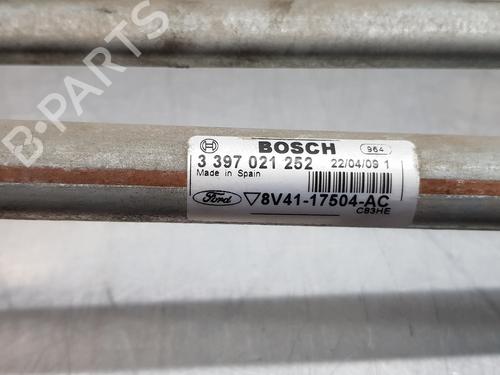 BOSCH
964
3 397 021 252
22/04/09 1
Made in Spain
Ford
8V41-17504-AC
CB3HE
B-PARTS